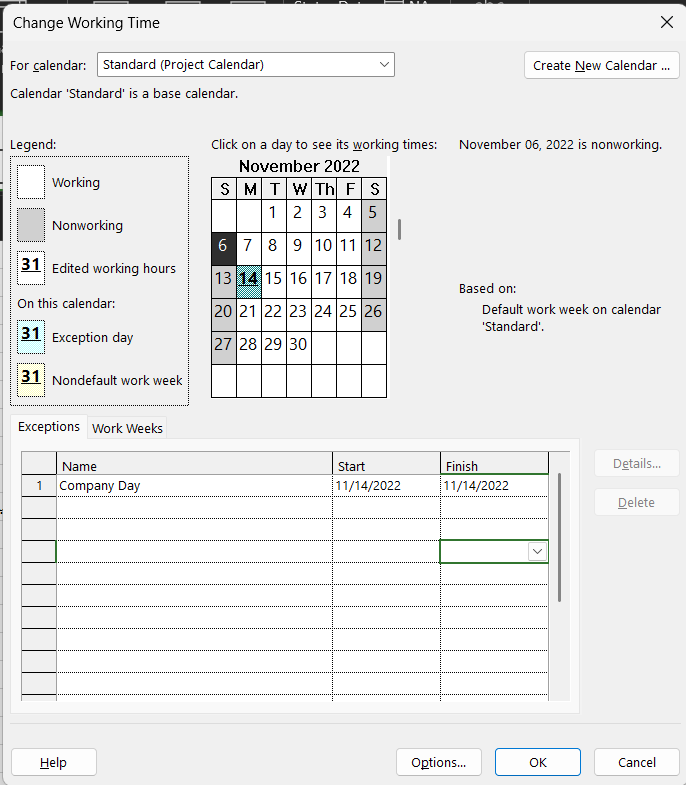 Change Working Time
For calendar: Standard (Project Calendar)
Create New Calendar ...
Calendar 'Standard' is a base calendar.
Legend:
Working
Nonworking
31 Edited working hours
On this calendar:
31 Exception day
31 Nondefault work week
Click on a day to see its working times:
November 2022
S M T W Th F S
1 2 3 4 5
6 7 8 9 10 11 12
13 14 15 16 17 18 19
20 21 22 23 24 25 26
27 28 29 30
November 06, 2022 is nonworking.
Based on:
Default work week on calendar
'Standard'.
Exceptions Work Weeks
Name Start Finish
1 Company Day 11/14/2022 11/14/2022
Details...
Delete
Help Options... OK Cancel